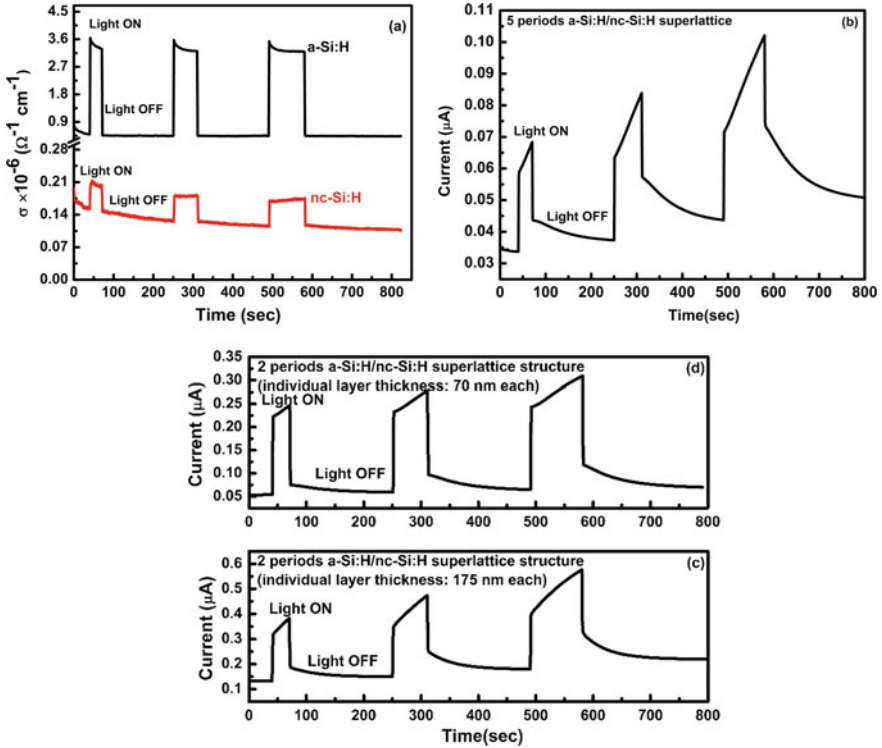 (a)
Light ON
a-Si:H
Light OFF
Light ON
Light OFF
nc-Si:H
σ ×10⁻⁶ (Ω⁻¹ cm⁻¹)
4.5
3.6
2.7
1.8
0.9
0.28
0.21
0.14
0.07
0.00
0 100 200 300 400 500 600 700 800
Time (sec)
5 periods a-Si:H/nc-Si:H superlattice (b)
Light ON
Light OFF
Current (μA)
0.11
0.10
0.09
0.08
0.07
0.06
0.05
0.04
0.03
0 100 200 300 400 500 600 700 800
Time(sec)
2 periods a-Si:H/nc-Si:H superlattice structure (d)
(individual layer thickness: 70 nm each)
Light ON
Light OFF
Current (μA)
0.35
0.30
0.25
0.20
0.15
0.10
0.05
0 100 200 300 400 500 600 700 800
2 periods a-Si:H/nc-Si:H superlattice structure (c)
(individual layer thickness: 175 nm each)
Light ON
Light OFF
Current (μA)
0.6
0.5
0.4
0.3
0.2
0.1
0 100 200 300 400 500 600 700 800
Time(sec)